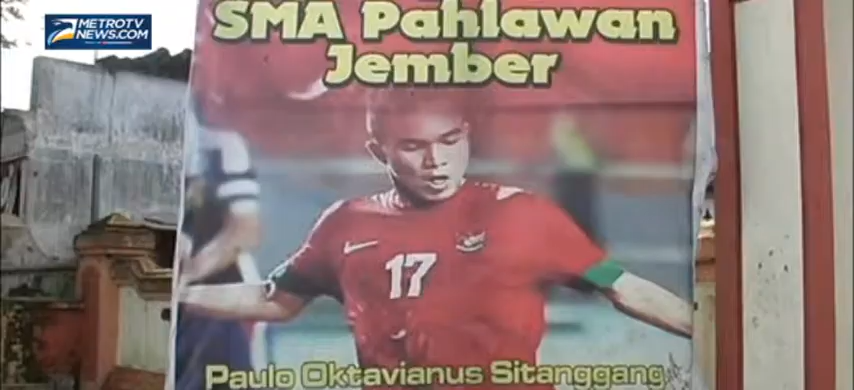 METROTV
NEWS.COM
SMA Pahlawan
Jember
17
Paulo Oktavianus Sitanggang